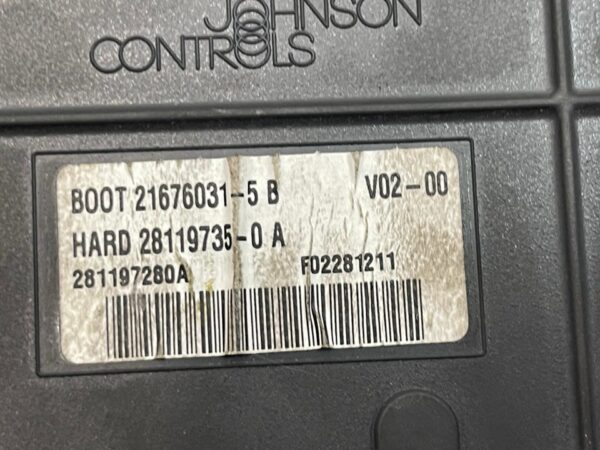 JOHNSON
CONTROLS
BOOT 21676031-5 B V02-00
HARD 28119735-0 A
281197280A F02281211